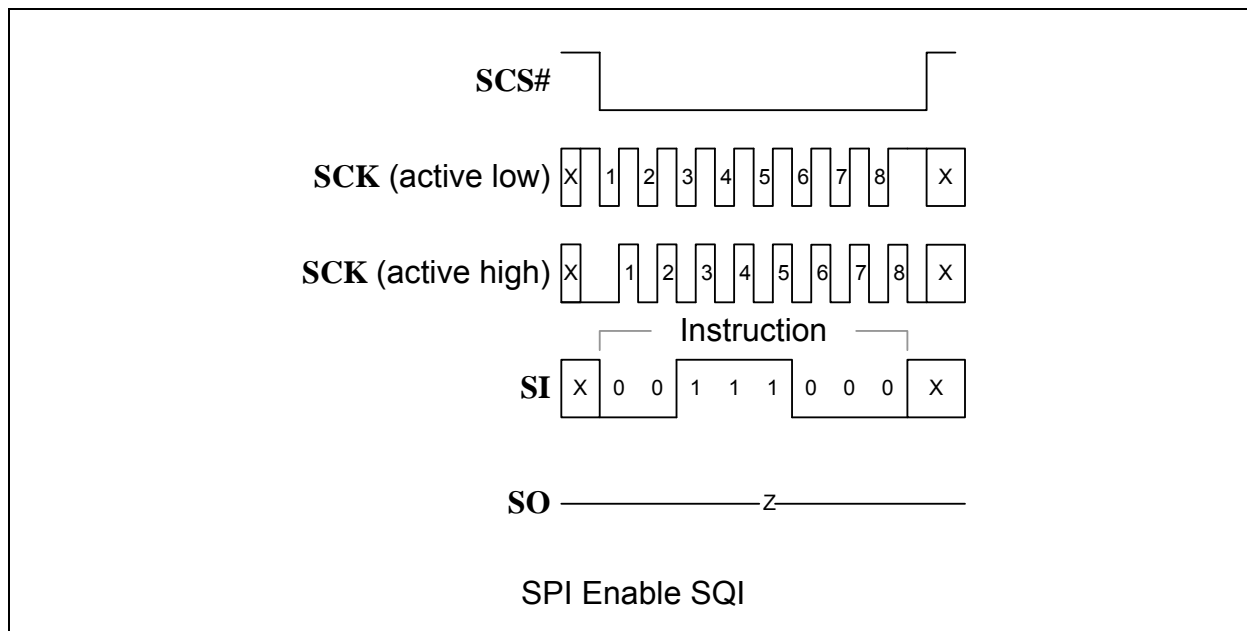 SCS#
SCK (active low) X 1 2 3 4 5 6 7 8 X
SCK (active high) X 1 2 3 4 5 6 7 8 X
Instruction
SI X 0 0 1 1 1 0 0 0 X
SO Z
SPI Enable SQI